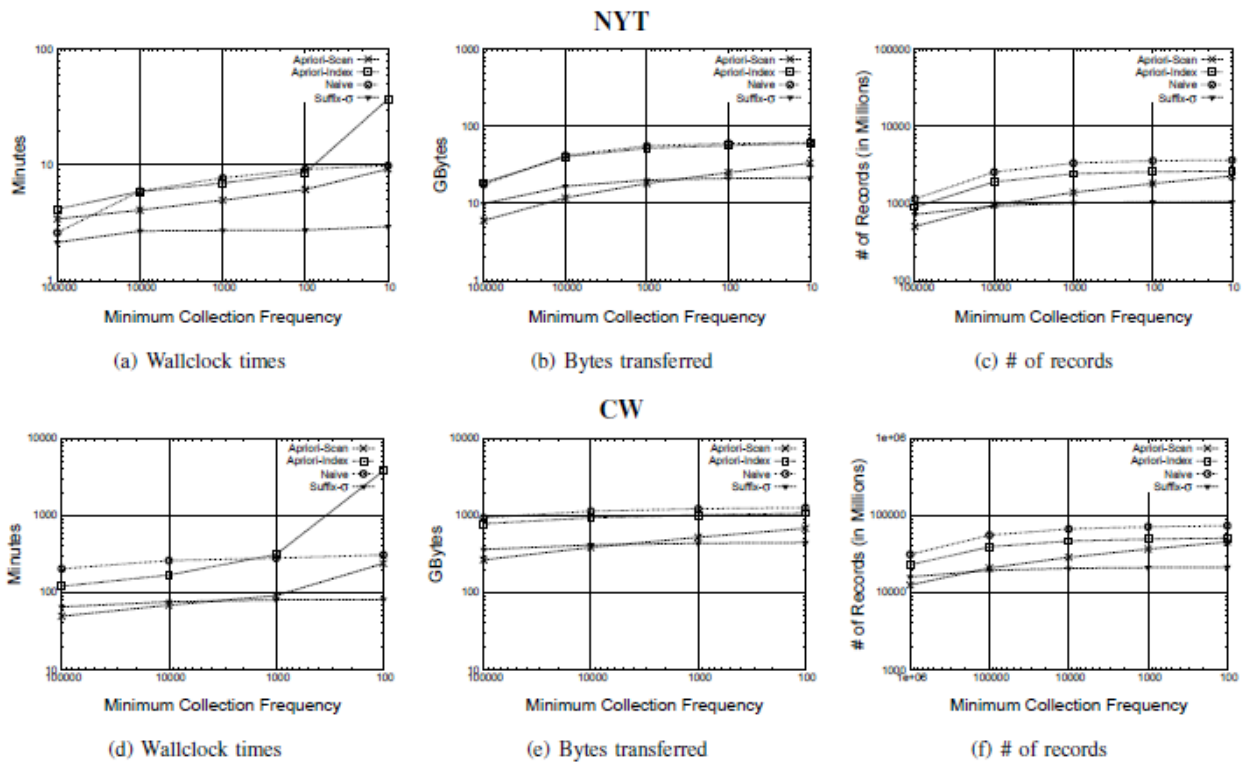 NYT
100
10
1
Minutes
Apriori-Scan
Apriori-Index
Naive
Suffix-σ
100000 10000 1000 100 10
Minimum Collection Frequency
(a) Wallclock times
1000
100
10
1
GBytes
Apriori-Scan
Apriori-Index
Naive
Suffix-σ
100000 10000 1000 100 10
Minimum Collection Frequency
(b) Bytes transferred
100000
10000
1000
100
# of Records (in Millions)
Apriori-Scan
Apriori-Index
Naive
Suffix-σ
100000 10000 1000 100 10
Minimum Collection Frequency
(c) # of records
CW
10000
1000
100
10
Minutes
Apriori-Scan
Apriori-Index
Naive
Suffix-σ
100000 10000 1000 100
Minimum Collection Frequency
(d) Wallclock times
10000
1000
100
10
GBytes
Apriori-Scan
Apriori-Index
Naive
Suffix-σ
100000 10000 1000 100
Minimum Collection Frequency
(e) Bytes transferred
1e+06
100000
10000
1000
# of Records (in Millions)
Apriori-Scan
Apriori-Index
Naive
Suffix-σ
1e+06 100000 10000 1000 100
Minimum Collection Frequency
(f) # of records